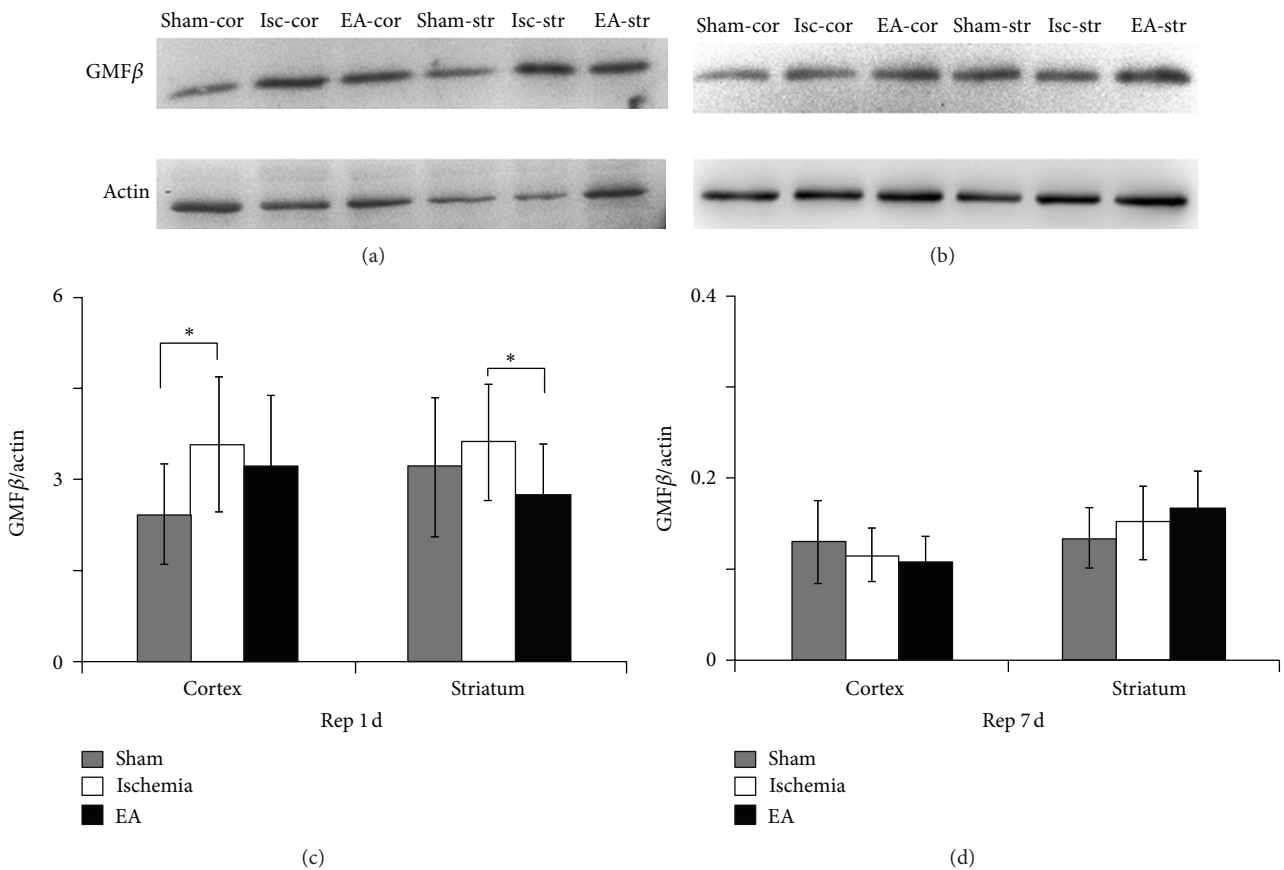 Sham-cor Isc-cor EA-cor Sham-str Isc-str EA-str
GMFβ
Actin
(a)
Sham-cor Isc-cor EA-cor Sham-str Isc-str EA-str
(b)
6
3
0
GMFβ/actin
*
*
Cortex Striatum
Rep 1 d
Sham
Ischemia
EA
(c)
0.4
0.2
0
GMFβ/actin
Cortex Striatum
Rep 7 d
Sham
Ischemia
EA
(d)